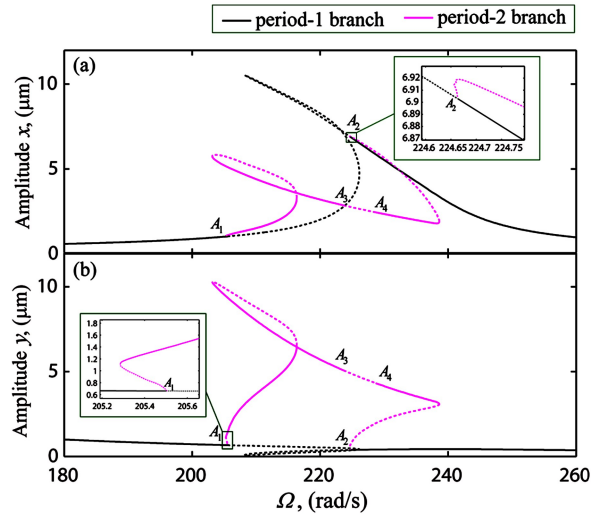 period-1 branch period-2 branch
(a)
Amplitude x, (μm)
10
5
0
A₁
A₂
A₃
A₄
6.92
6.91
6.9
6.89
6.88
6.87
A₂
224.6 224.65 224.7 224.75
(b)
Amplitude y, (μm)
10
5
0
1.8
1.6
1.4
1.2
1
0.8
0.6
A₁
205.2 205.4 205.6
A₁
A₂
A₃
A₄
180 200 220 240 260
Ω, (rad/s)